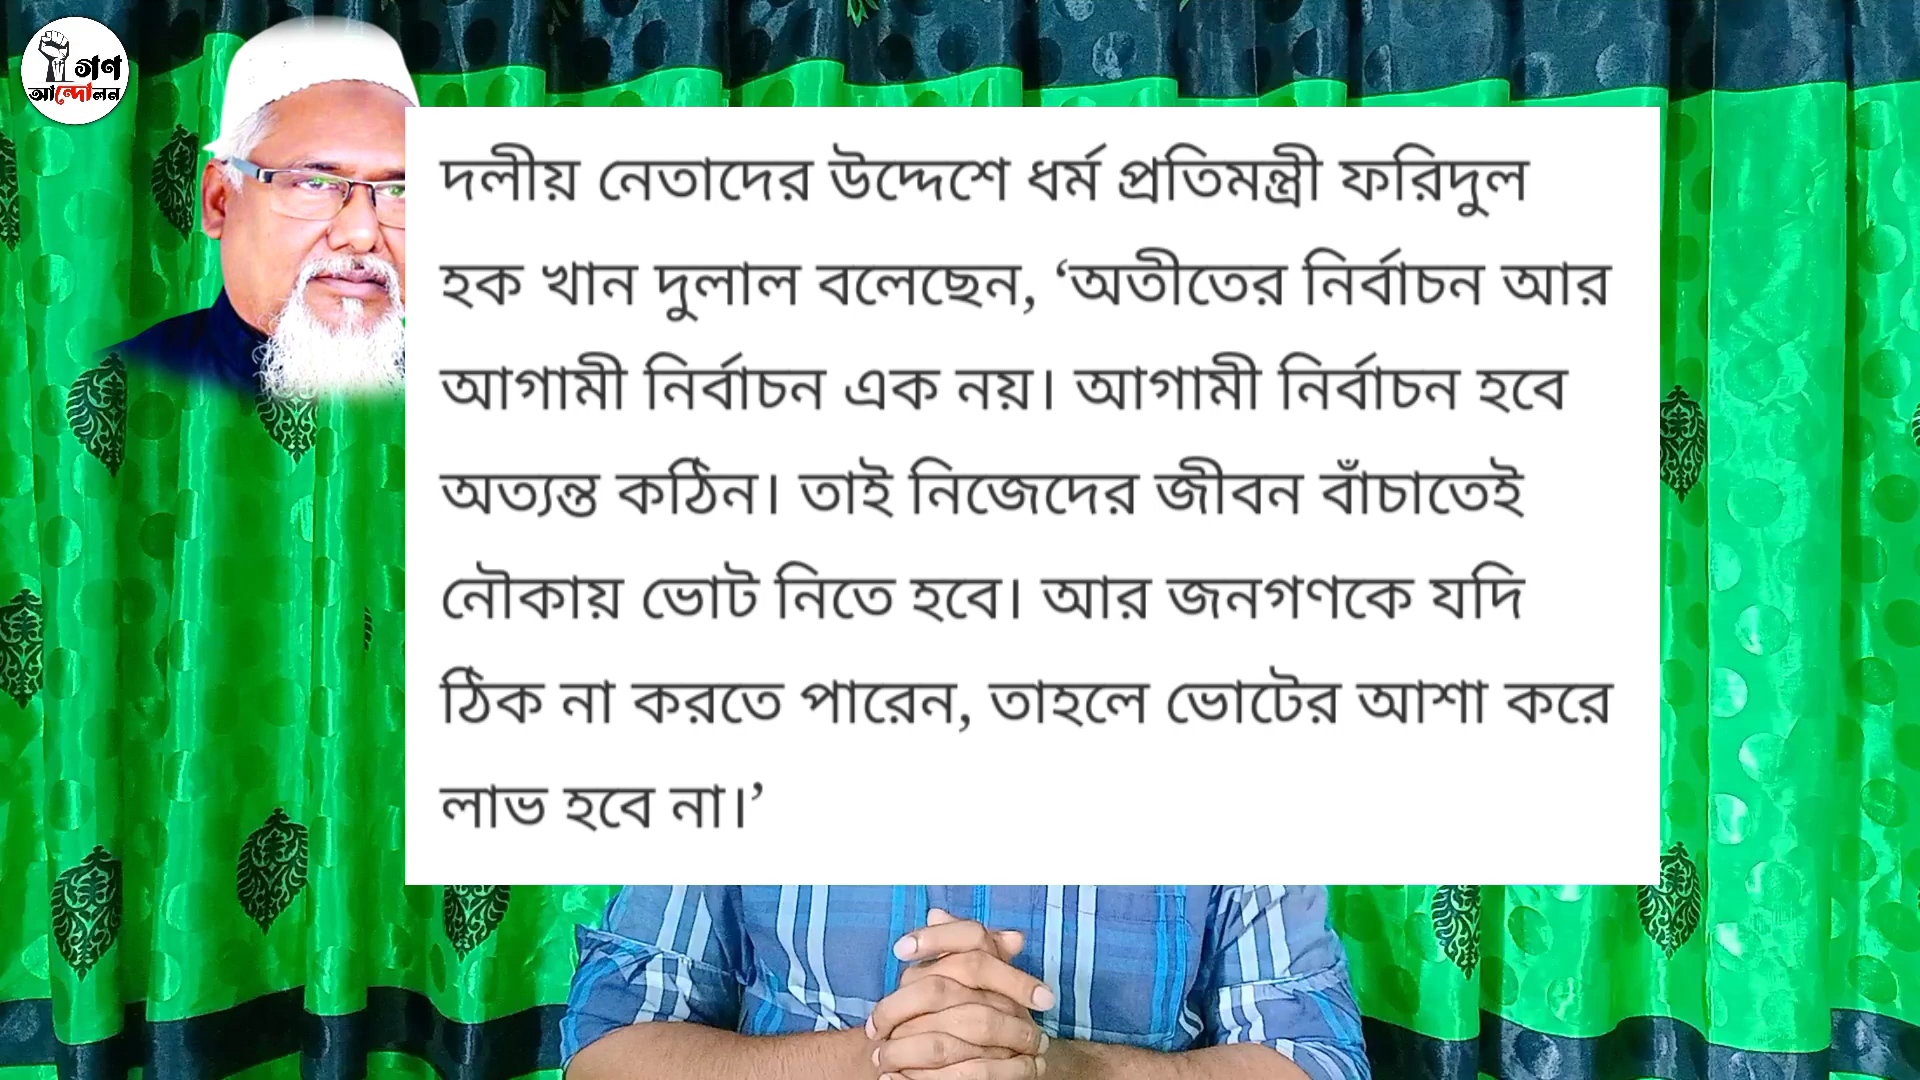 গণ
আন্দোলন
দলীয় নেতাদের উদ্দেশে ধর্ম প্রতিমন্ত্রী ফরিদুল
হক খান দুলাল বলেছেন, ‘অতীতের নির্বাচন আর
আগামী নির্বাচন এক নয়। আগামী নির্বাচন হবে
অত্যন্ত কঠিন। তাই নিজেদের জীবন বাঁচাতেই
নৌকায় ভোট নিতে হবে। আর জনগণকে যদি
ঠিক না করতে পারেন, তাহলে ভোটের আশা করে
লাভ হবে না।’